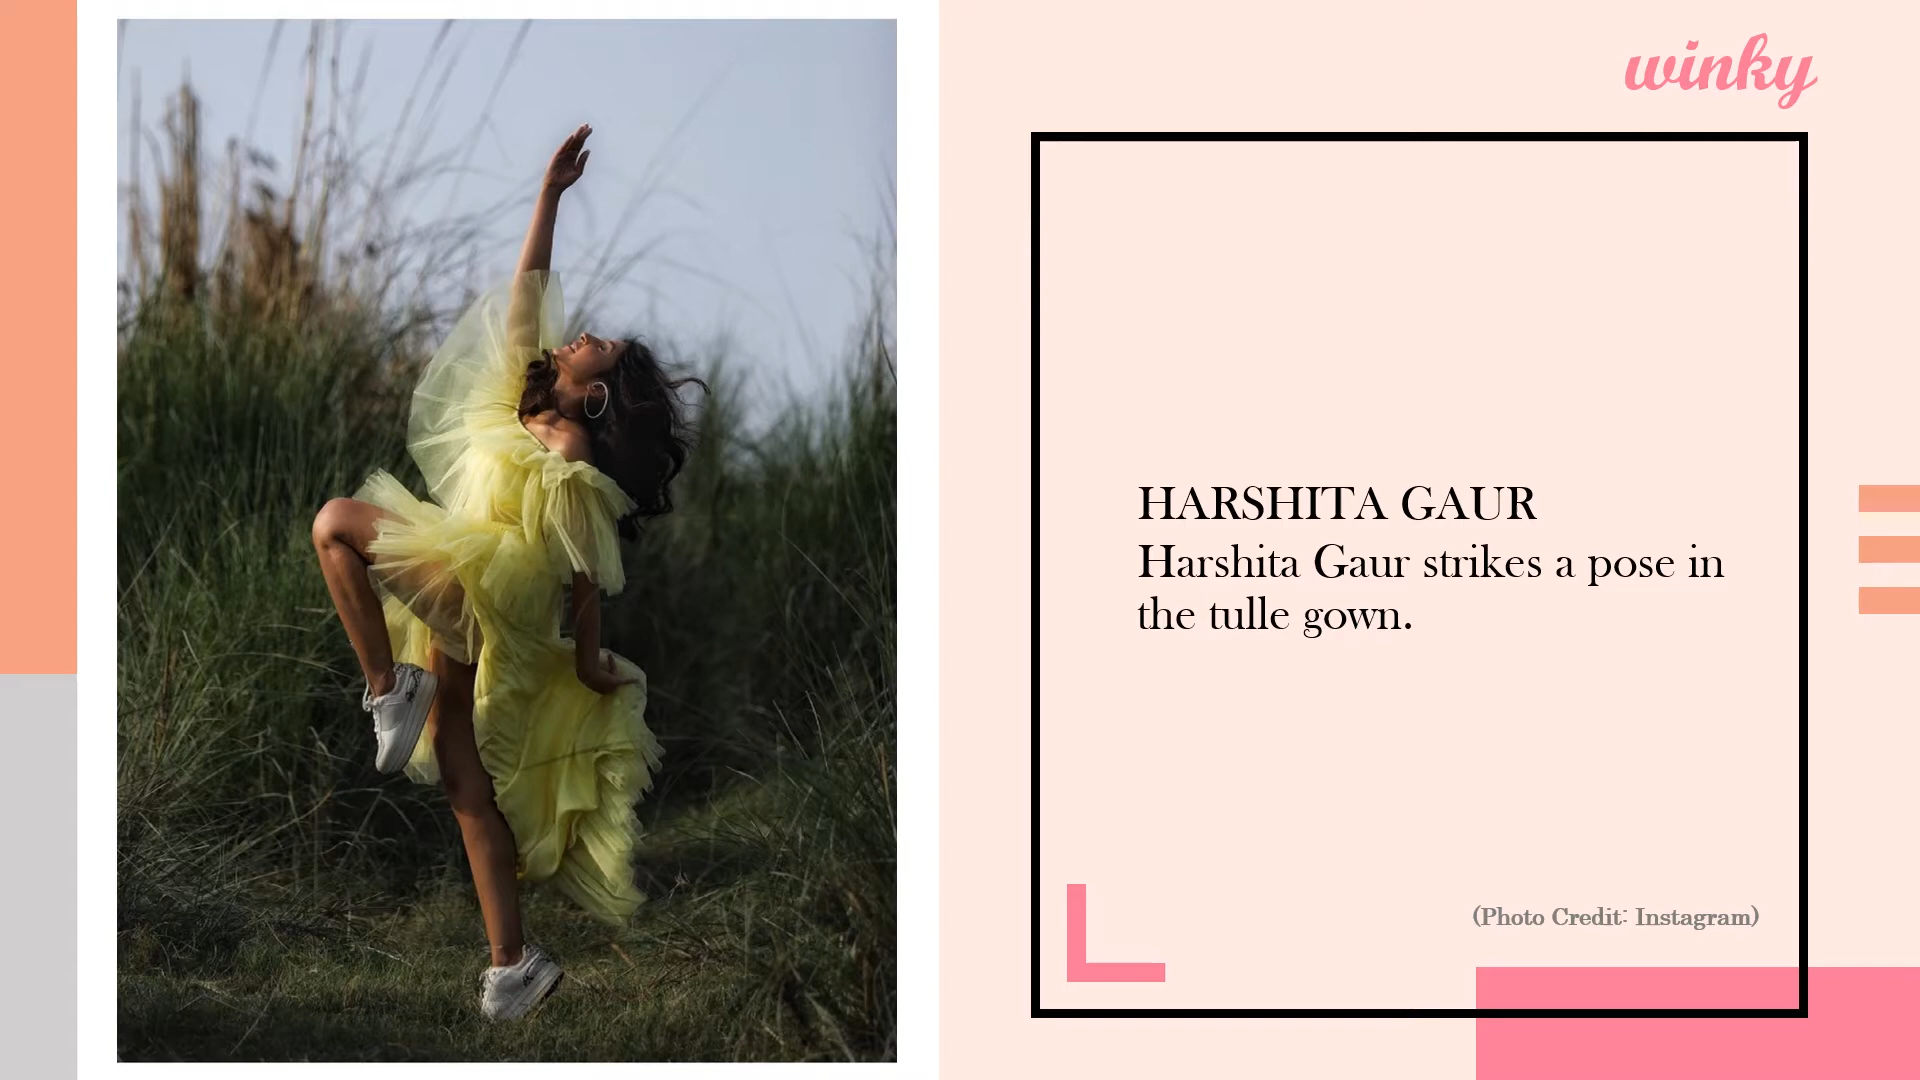 winky
HARSHITA GAUR
Harshita Gaur strikes a pose in
the tulle gown.
(Photo Credit: Instagram)